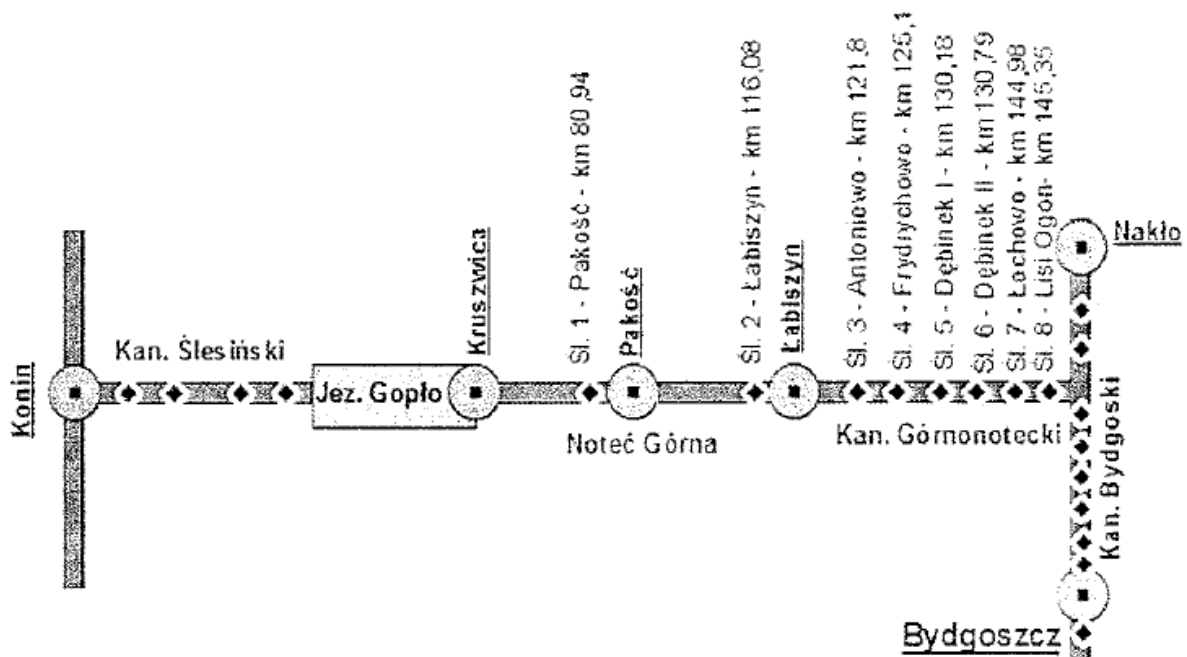 Konin
Kan. Ślesiński
Jez. Gopło
Kruszwica
Śl. 1 - Pakość - km 80,94
Pakość
Noteć Górna
Śl. 2 - Łabiszyn - km 116,08
Łabiszyn
Śl. 3 - Antoniowo - km 121,8
Śl. 4 - Frydrychowo - km 125,1
Śl. 5 - Dębinek I - km 130,18
Śl. 6 - Dębinek II - km 130,79
Śl. 7 - Łochowo - km 144,98
Śl. 8 - Lisi Ogon- km 145,35
Kan. Górnonotecki
Nakło
Kan. Bydgoski
Bydgoszcz